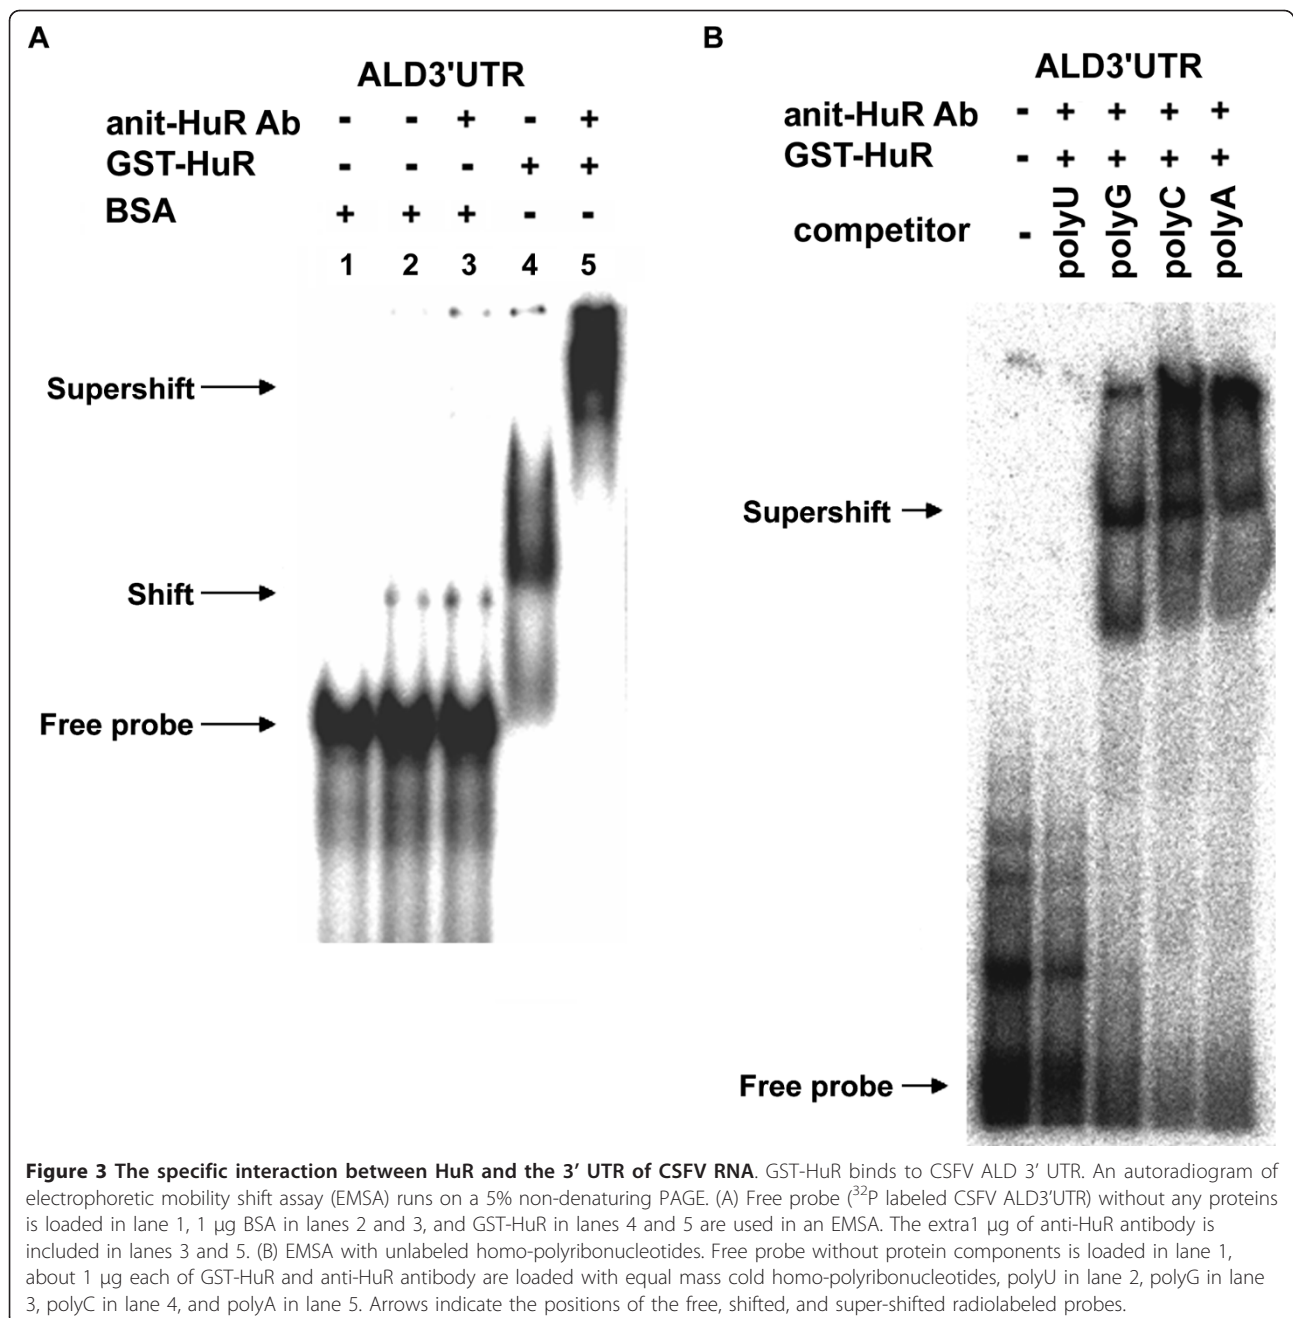 A
ALD3'UTR
anit-HuR Ab - - + - +
GST-HuR - - - + +
BSA + + + - -
1 2 3 4 5
Supershift
Shift
Free probe
B
ALD3'UTR
anit-HuR Ab - + + + +
GST-HuR - + + + +
competitor - polyU polyG polyC polyA
Supershift
Free probe
Figure 3 The specific interaction between HuR and the 3’ UTR of CSFV RNA. GST-HuR binds to CSFV ALD 3’ UTR. An autoradiogram of
electrophoretic mobility shift assay (EMSA) runs on a 5% non-denaturing PAGE. (A) Free probe (³²P labeled CSFV ALD3’UTR) without any proteins
is loaded in lane 1, 1 μg BSA in lanes 2 and 3, and GST-HuR in lanes 4 and 5 are used in an EMSA. The extra1 μg of anti-HuR antibody is
included in lanes 3 and 5. (B) EMSA with unlabeled homo-polyribonucleotides. Free probe without protein components is loaded in lane 1,
about 1 μg each of GST-HuR and anti-HuR antibody are loaded with equal mass cold homo-polyribonucleotides, polyU in lane 2, polyG in lane
3, polyC in lane 4, and polyA in lane 5. Arrows indicate the positions of the free, shifted, and super-shifted radiolabeled probes.